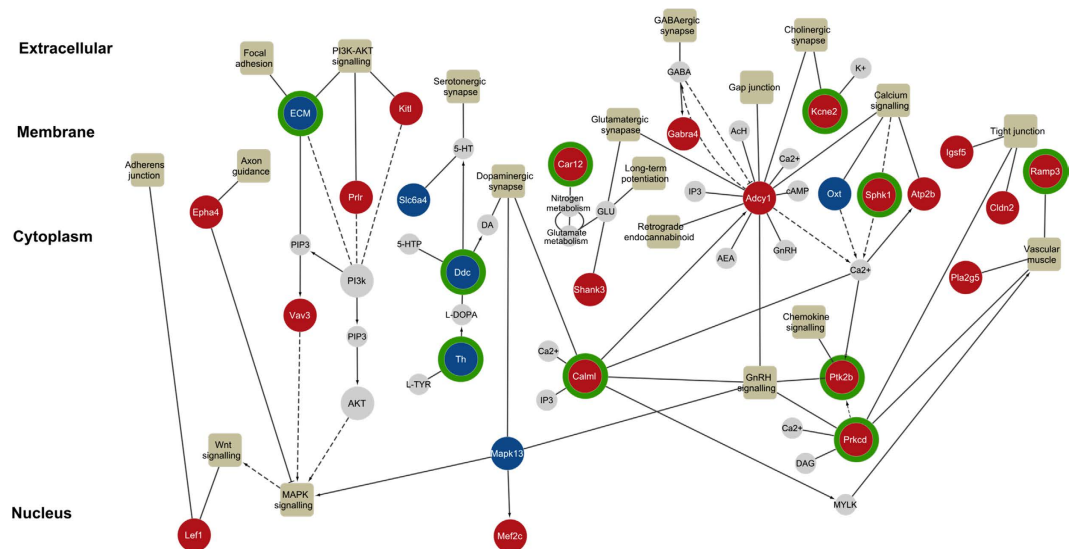 Extracellular
Membrane
Cytoplasm
Nucleus
Focal
adhesion
PI3K-AKT
signalling
ECM
Kitl
Serotonergic
synapse
Adherens
junction
Axon
guidance
Epha4
Prlr
5-HT
Slc6a4
Dopaminergic
synapse
DA
5-HTP
Ddc
PIP3
PI3k
Vav3
L-DOPA
PIP3
Th
L-TYR
AKT
Wnt
signalling
MAPK
signalling
Lef1
Mapk13
Mef2c
GABAergic
synapse
GABA
Gabra4
Glutamatergic
synapase
Car12
Long-term
potentiation
Nitrogen
metabolism
GLU
Glutamate metabolism
Shank3
Retrograde
endocannabinoid
Gap junction
AcH
Ca2+
IP3
cAMP
Adcy1
AEA
GnRH
Cholinergic
synapse
K+
Kcne2
Calcium
signalling
Oxt
Sphk1
Atp2b
Ca2+
Tight junction
Igsf5
Ramp3
Cldn2
Vascular
muscle
Pla2g5
Chemokine
signalling
Ca2+
IP3
Calml
GnRH
signalling
Ptk2b
Ca2+
Prkcd
DAG
MYLK